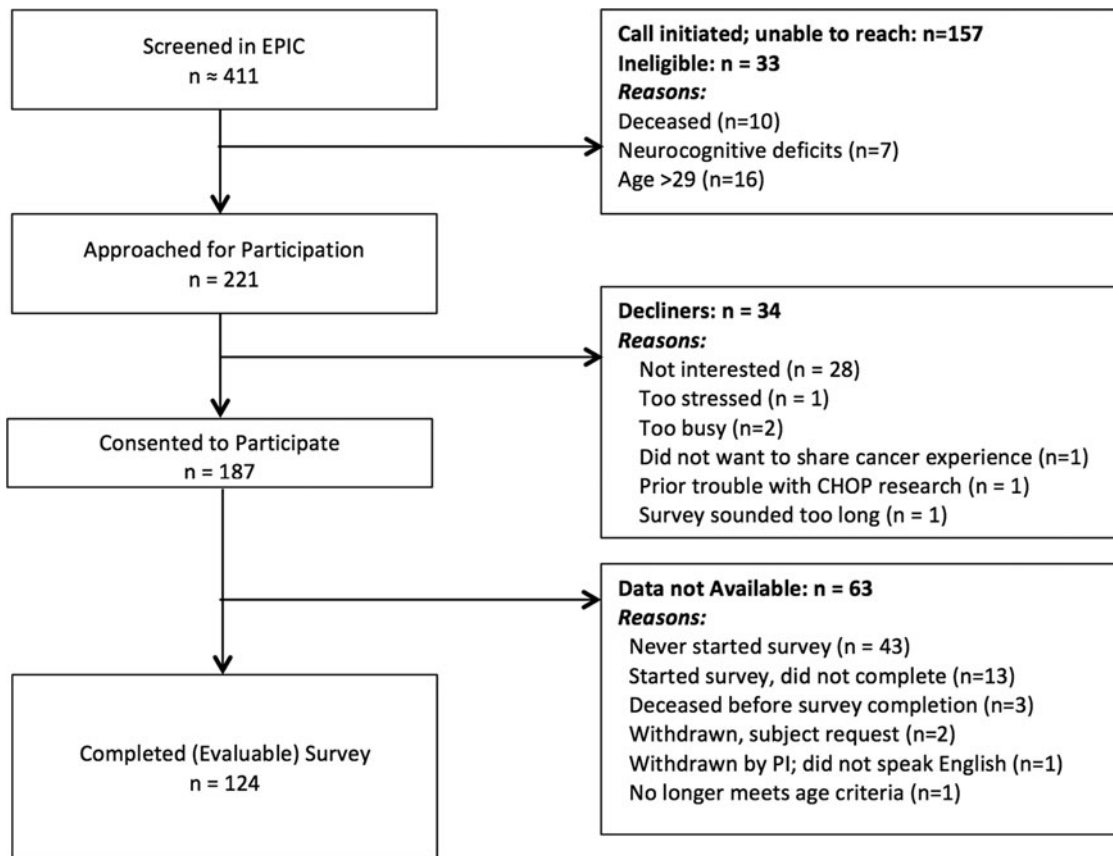 Screened in EPIC
n ≈ 411
Call initiated; unable to reach: n=157
Ineligible: n = 33
Reasons:
Deceased (n=10)
Neurocognitive deficits (n=7)
Age >29 (n=16)
Approached for Participation
n = 221
Decliners: n = 34
Reasons:
Not interested (n = 28)
Too stressed (n = 1)
Too busy (n=2)
Did not want to share cancer experience (n=1)
Prior trouble with CHOP research (n = 1)
Survey sounded too long (n = 1)
Consented to Participate
n = 187
Data not Available: n = 63
Reasons:
Never started survey (n = 43)
Started survey, did not complete (n=13)
Deceased before survey completion (n=3)
Withdrawn, subject request (n=2)
Withdrawn by PI; did not speak English (n=1)
No longer meets age criteria (n=1)
Completed (Evaluable) Survey
n = 124